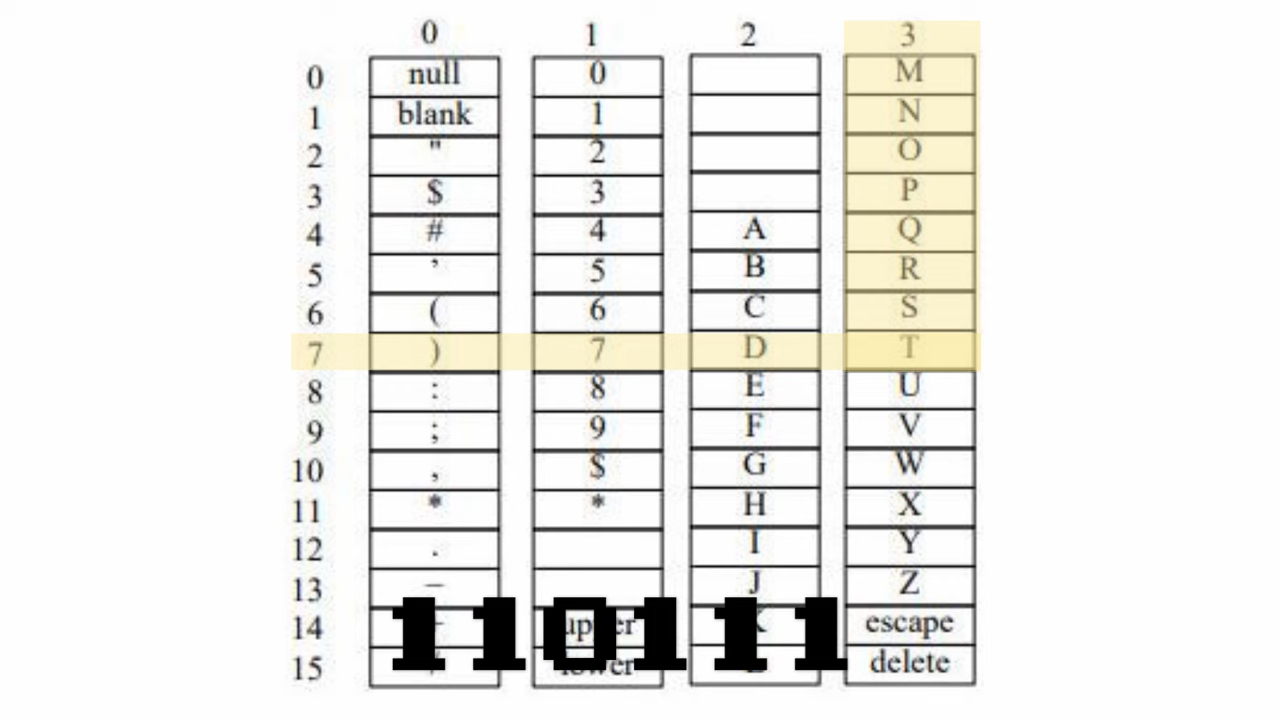 0 1 2 3
0 null 0 M
1 blank 1 N
2 " 2 O
3 $ 3 P
4 # 4 A Q
5 ’ 5 B R
6 ( 6 C S
7 ) 7 D T
8 : 8 E U
9 ; 9 F V
10 , $ G W
11 * * H X
12 . I Y
13 – J Z
14 K escape
15 delete
110111